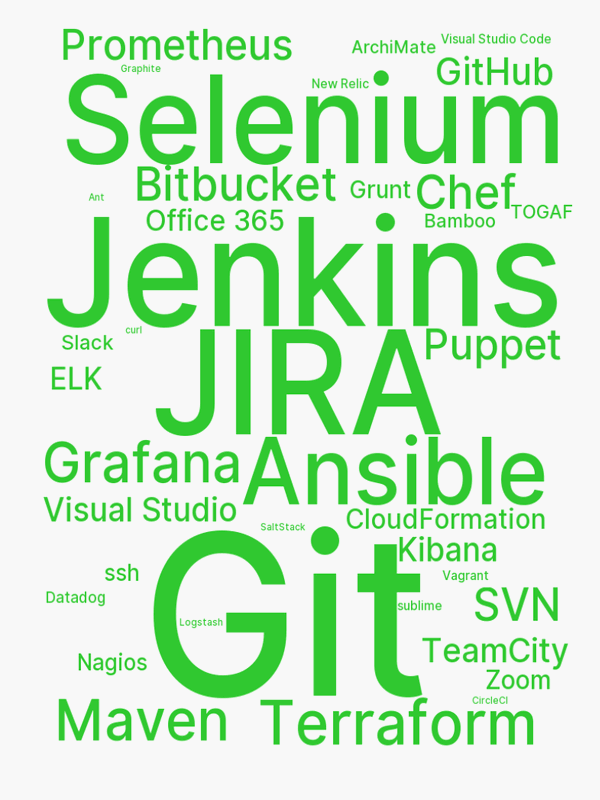 Prometheus
ArchiMate
Visual Studio Code
Graphite
New Relic
GitHub
Selenium
Bitbucket
Grunt
Chef
Ant
Office 365
Bamboo
TOGAF
Jenkins
curl
Slack
JIRA
Puppet
ELK
Grafana
Ansible
Visual Studio
CloudFormation
SaltStack
Git
Kibana
ssh
Vagrant
Datadog
sublime
SVN
Logstash
TeamCity
Nagios
Zoom
CircleCI
Maven
Terraform